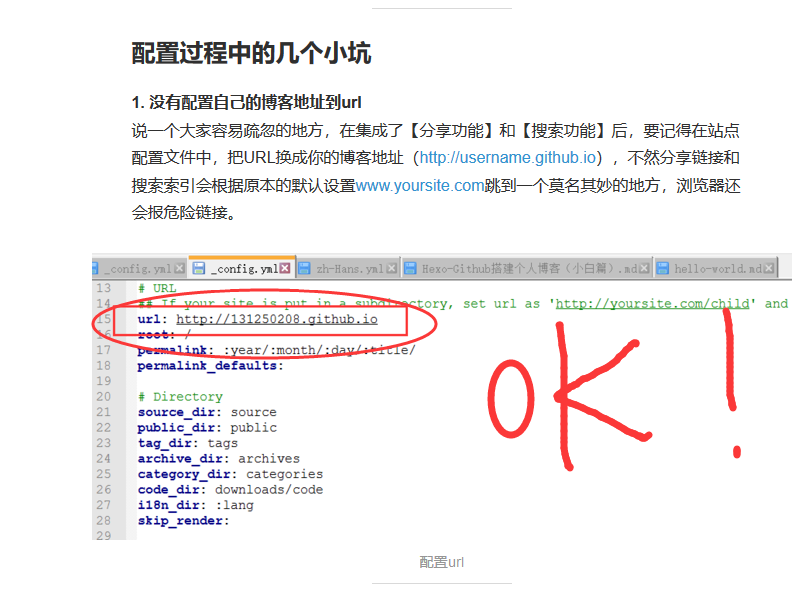 配置过程中的几个小坑
1. 没有配置自己的博客地址到url
说一个大家容易疏忽的地方，在集成了【分享功能】和【搜索功能】后，要记得在站点
配置文件中，把URL换成你的博客地址（http://username.github.io），不然分享链接和
搜索索引会根据原本的默认设置www.yoursite.com跳到一个莫名其妙的地方，浏览器还
会报危险链接。
_config.yml _config.yml zh-Hans.yml Hexo-Github搭建个人博客（小白篇）.md hello-world.md
13 # URL
14 ## If your site is put in a subdirectory, set url as 'http://yoursite.com/child' and
15 url: http://131250208.github.io
16 root: /
17 permalink: :year/:month/:day/:title/
18 permalink_defaults:
19
20 # Directory
21 source_dir: source
22 public_dir: public
23 tag_dir: tags
24 archive_dir: archives
25 category_dir: categories
26 code_dir: downloads/code
27 i18n_dir: :lang
28 skip_render:
29
OK!
配置url